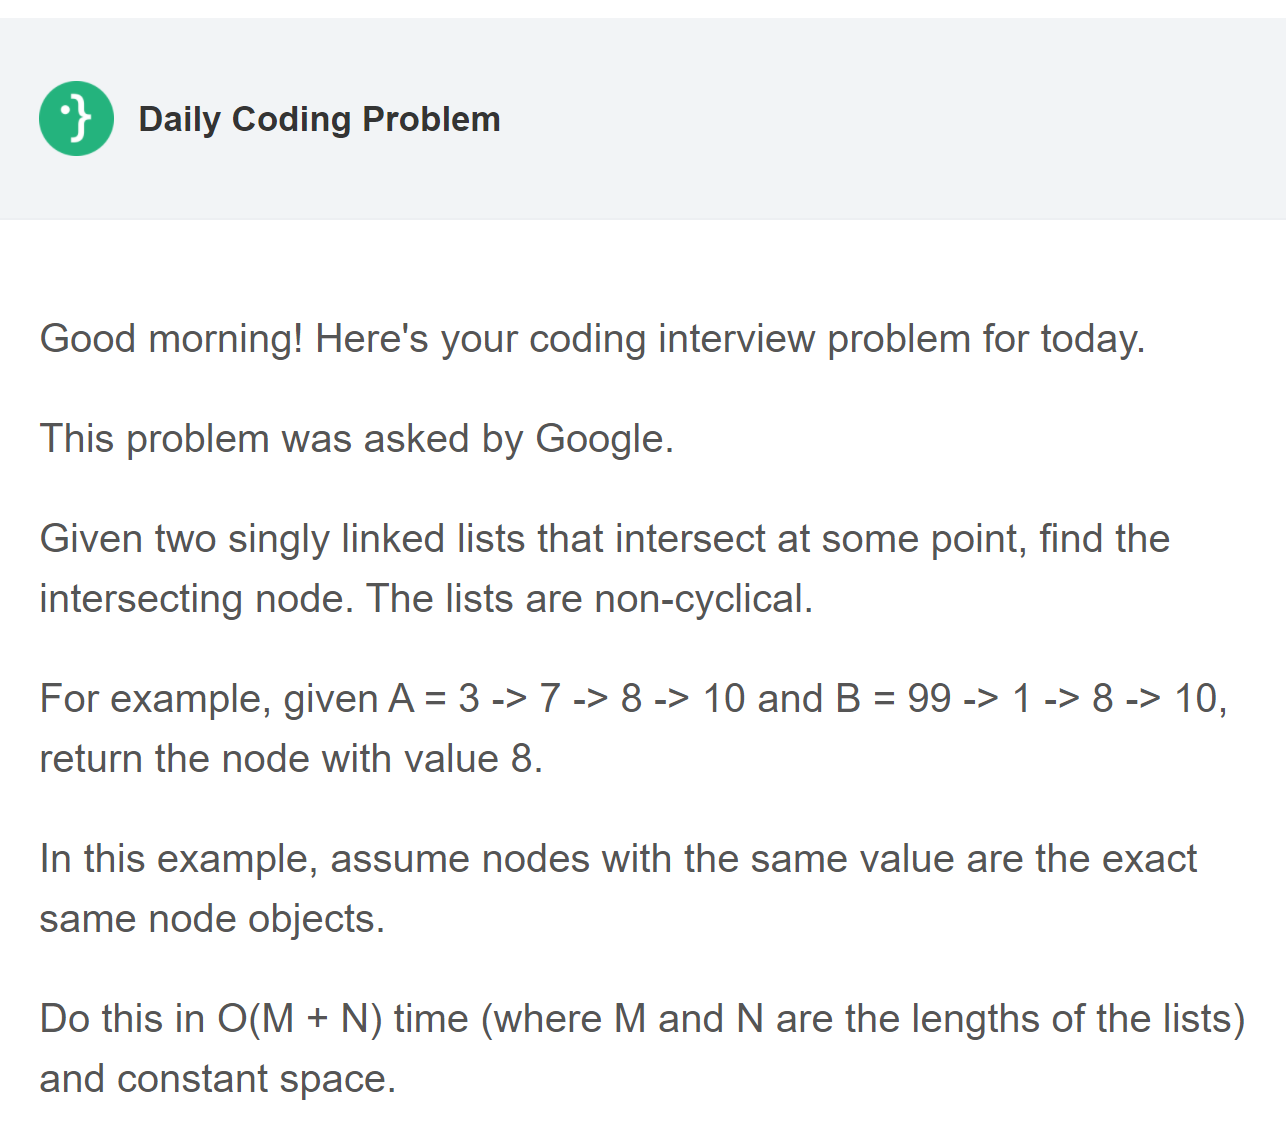 Daily Coding Problem
Good morning! Here's your coding interview problem for today.
This problem was asked by Google.
Given two singly linked lists that intersect at some point, find the
intersecting node. The lists are non-cyclical.
For example, given A = 3 -> 7 -> 8 -> 10 and B = 99 -> 1 -> 8 -> 10,
return the node with value 8.
In this example, assume nodes with the same value are the exact
same node objects.
Do this in O(M + N) time (where M and N are the lengths of the lists)
and constant space.